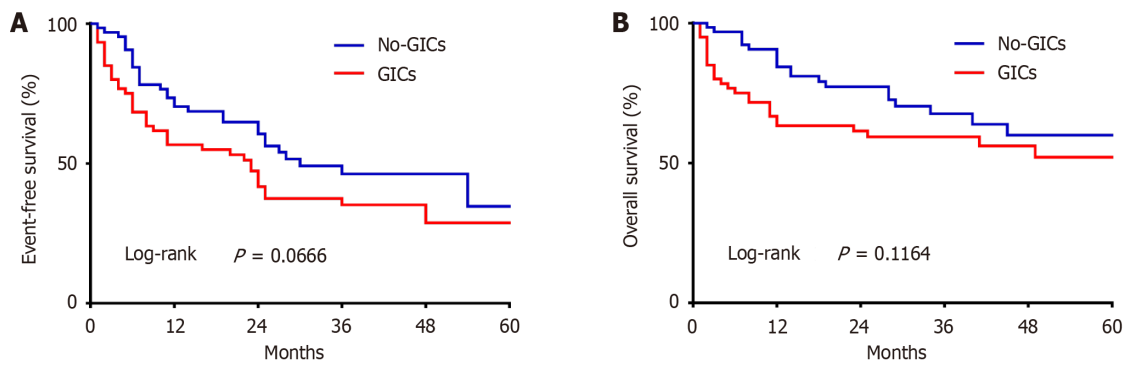 A
Event-free survival (%)
100
50
0
No-GICs
GICs
Log-rank P = 0.0666
0 12 24 36 48 60
Months
B
Overall survival (%)
100
50
0
No-GICs
GICs
Log-rank P = 0.1164
0 12 24 36 48 60
Months